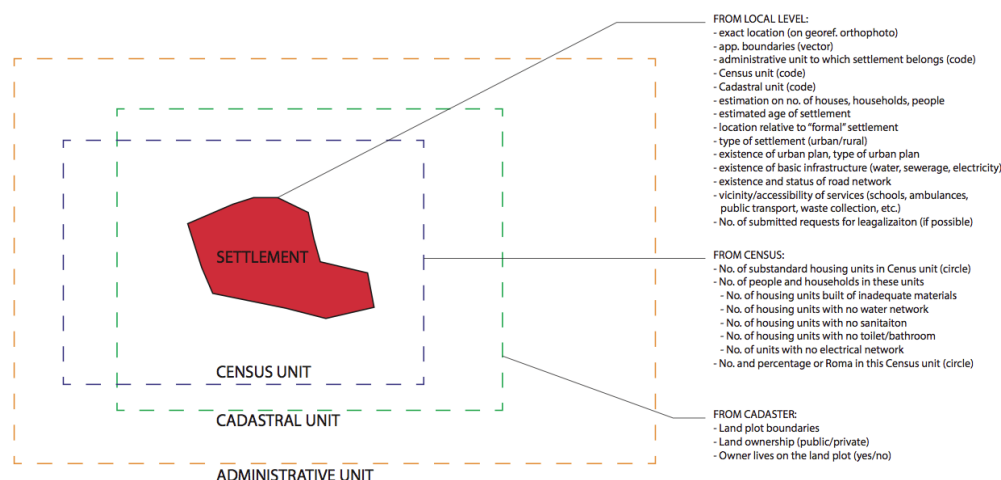 FROM LOCAL LEVEL:
- exact location (on georef. orthophoto)
- app. boundaries (vector)
- administrative unit to which settlement belongs (code)
- Census unit (code)
- Cadastral unit (code)
- estimation on no. of houses, households, people
- estimated age of settlement
- location relative to "formal" settlement
- type of settlement (urban/rural)
- existence of urban plan, type of urban plan
- existence of basic infrastructure (water, sewerage, electricity)
- existence and status of road network
- vicinity/accessibility of services (schools, ambulances,
public transport, waste collection, etc.)
- No. of submitted requests for leagalizaiton (if possible)
SETTLEMENT
FROM CENSUS:
- No. of substandard housing units in Cenus unit (circle)
- No. of people and households in these units
- No. of housing units built of inadequate materials
- No. of housing units with no water network
- No. of housing units with no sanitaiton
- No. of housing units with no toilet/bathroom
- No. of units with no electrical network
- No. and percentage or Roma in this Census unit (circle)
CENSUS UNIT
CADASTRAL UNIT
FROM CADASTER:
- Land plot boundaries
- Land ownership (public/private)
- Owner lives on the land plot (yes/no)
ADMINISTRATIVE UNIT